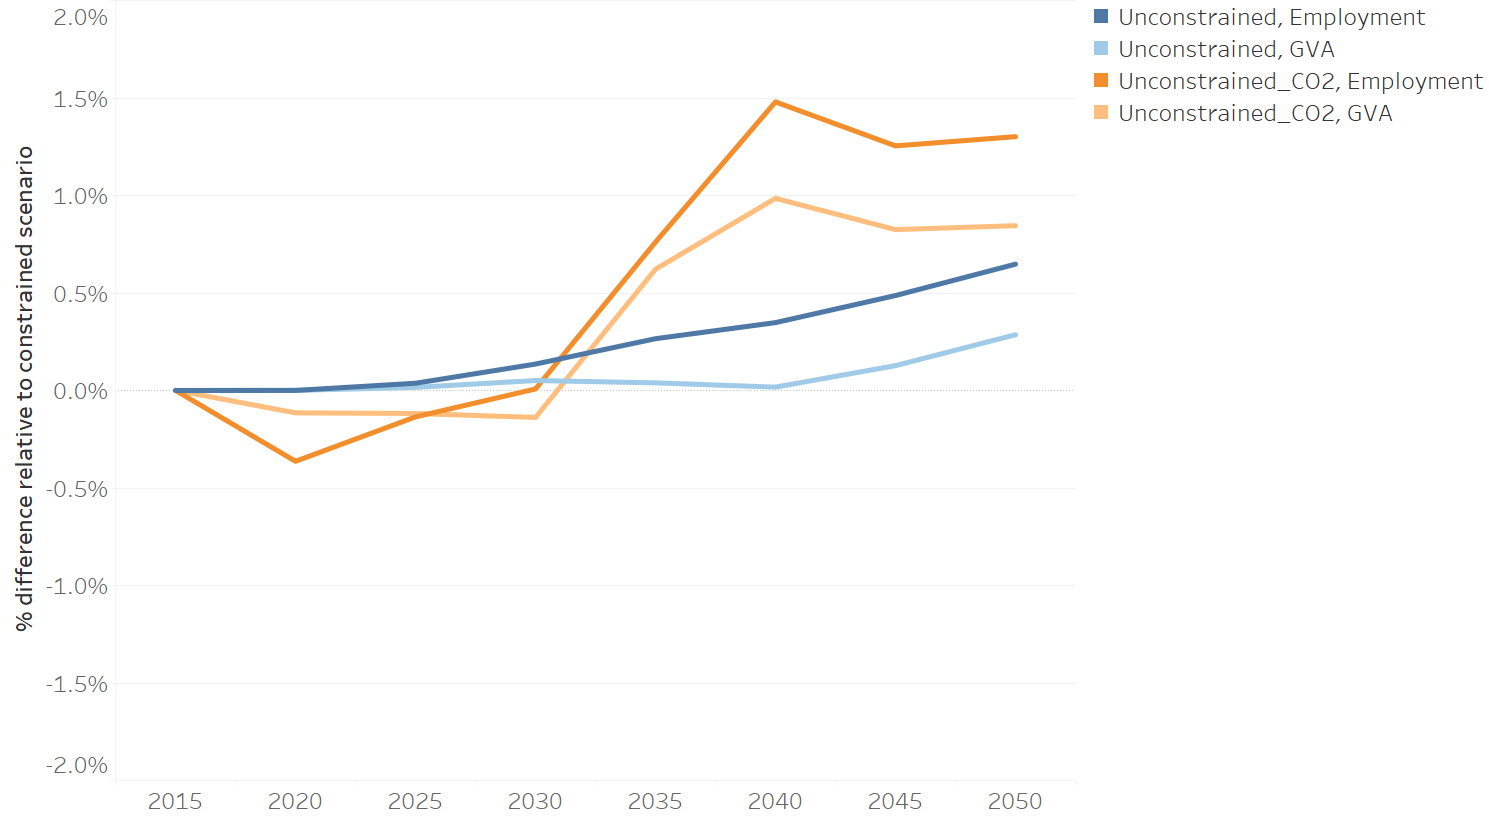 % difference relative to constrained scenario
2.0%
1.5%
1.0%
0.5%
0.0%
-0.5%
-1.0%
-1.5%
-2.0%
2015 2020 2025 2030 2035 2040 2045 2050
Unconstrained, Employment
Unconstrained, GVA
Unconstrained_CO2, Employment
Unconstrained_CO2, GVA